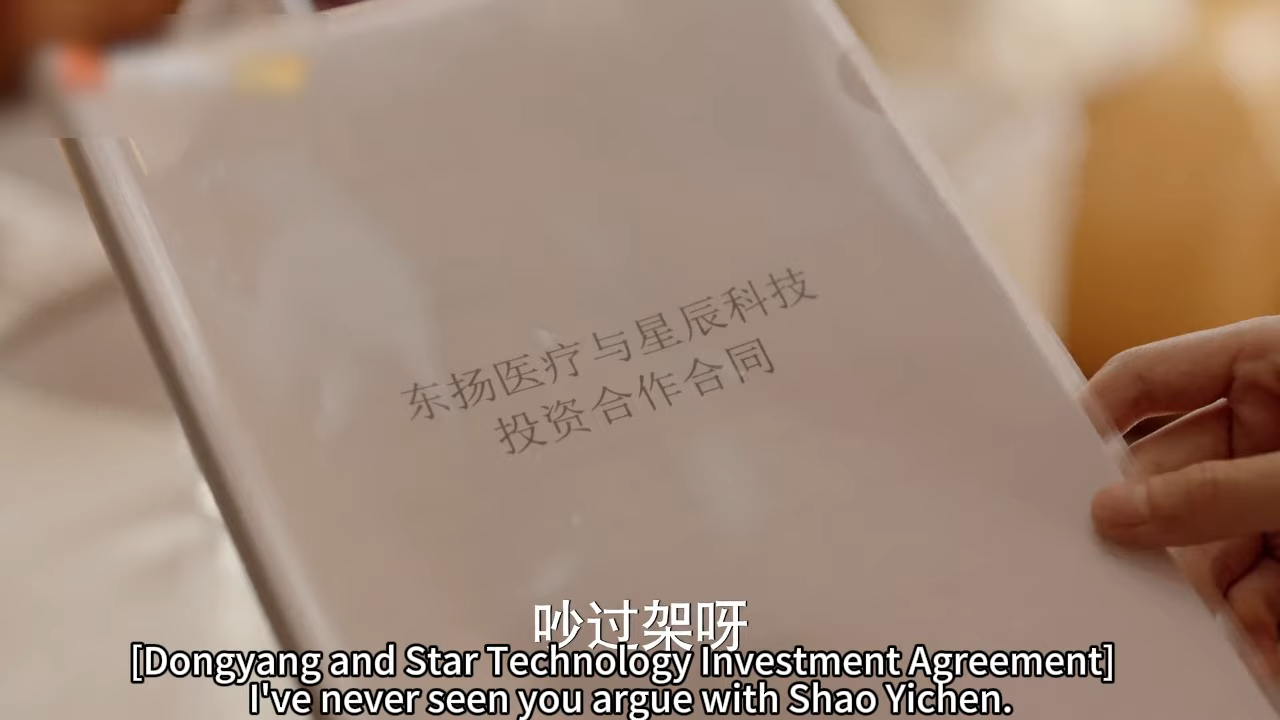 东扬医疗与星辰科技
投资合作合同
吵过架呀
[Dongyang and Star Technology Investment Agreement]
I've never seen you argue with Shao Yichen.